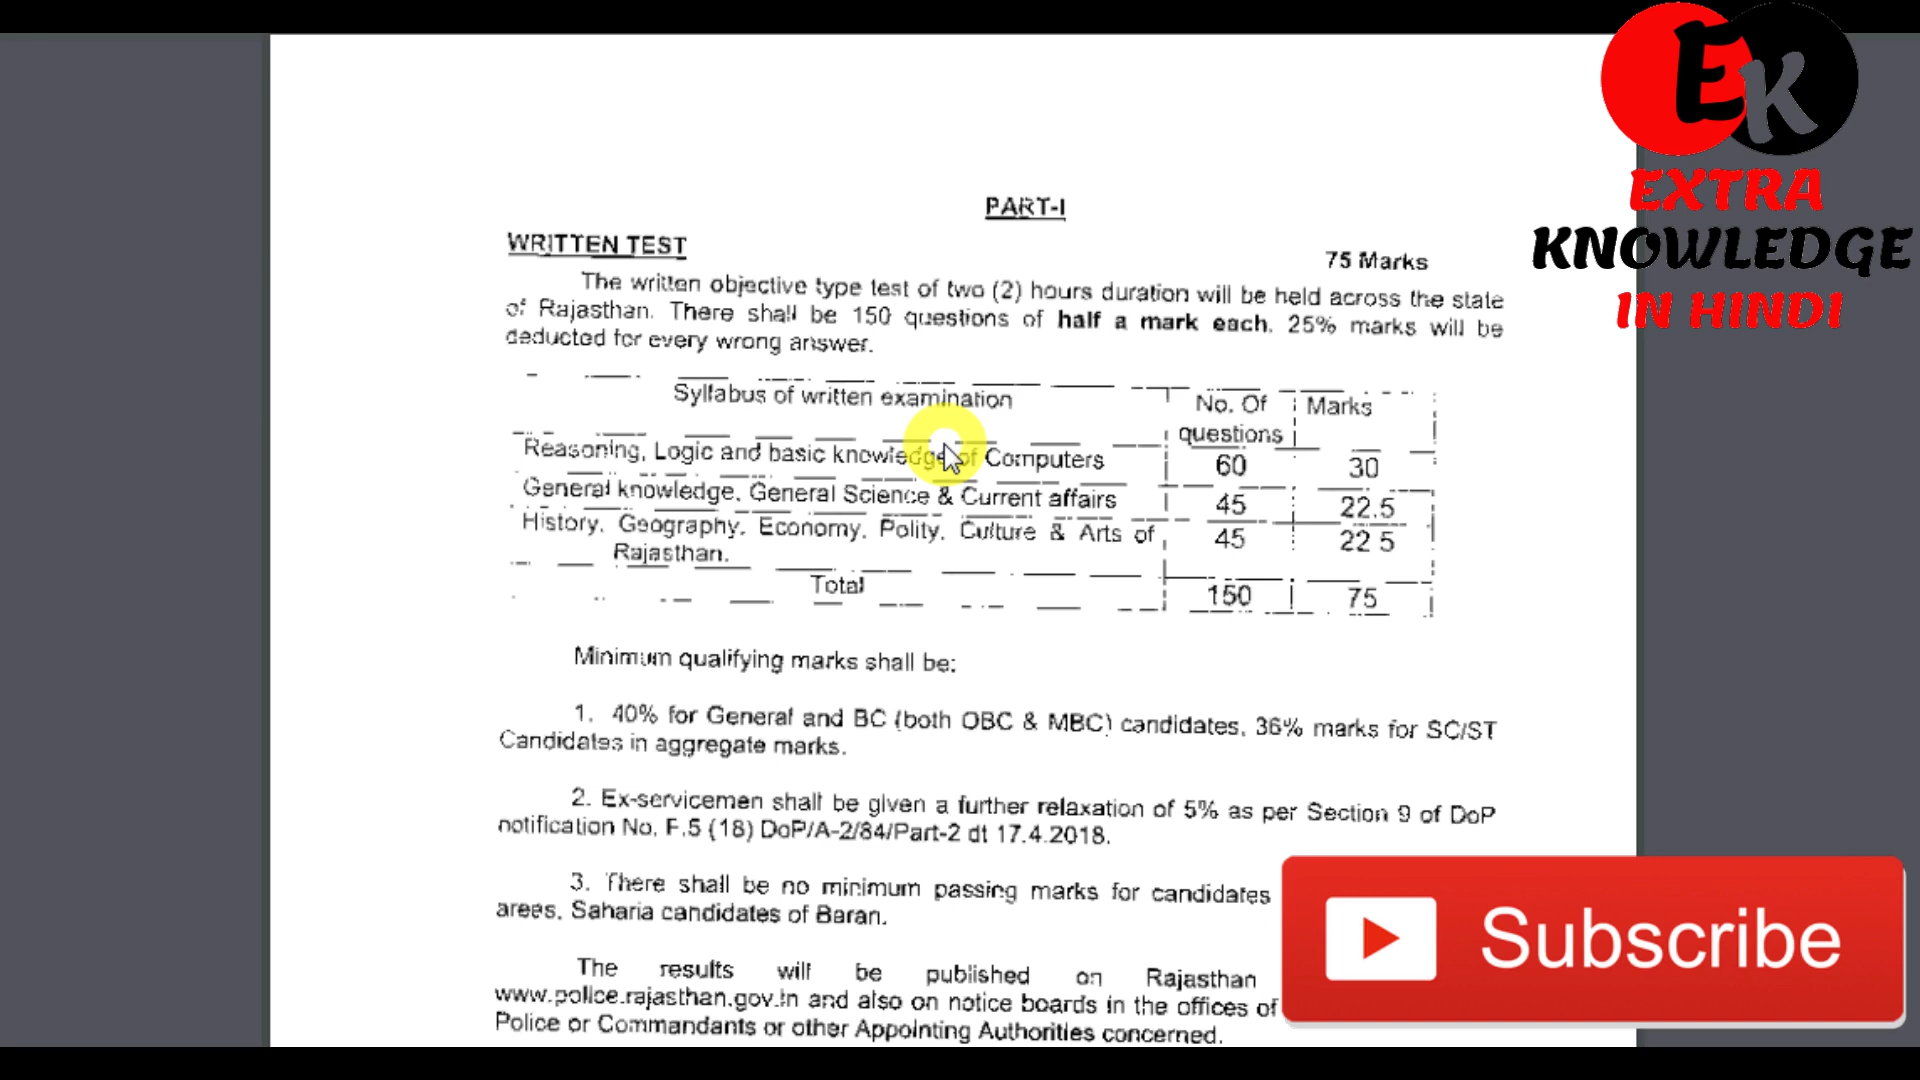 EK
EXTRA
KNOWLEDGE
IN HINDI
PART-I
WRITTEN TEST
75 Marks
The written objective type test of two (2) hours duration will be held across the state
of Rajasthan. There shall be 150 questions of half a mark each. 25% marks will be
deducted for every wrong answer.
Syllabus of written examination No. Of Marks
questions
Reasoning, Logic and basic knowledge of Computers 60 30
General knowledge, General Science & Current affairs 45 22.5
History, Geography, Economy, Polity, Culture & Arts of 45 22 5
Rajasthan.
Total 150 75
Minimum qualifying marks shall be:
1. 40% for General and BC (both OBC & MBC) candidates, 36% marks for SC/ST
Candidates in aggregate marks.
2. Ex-servicemen shall be given a further relaxation of 5% as per Section 9 of DoP
notification No. F.5 (18) DoP/A-2/84/Part-2 dt 17.4.2018.
3. There shall be no minimum passing marks for candidates
areas, Saharia candidates of Baran.
The results will be published on Rajasthan
www.police.rajasthan.gov.in and also on notice boards in the offices of
Police or Commandants or other Appointing Authorities concerned.
Subscribe